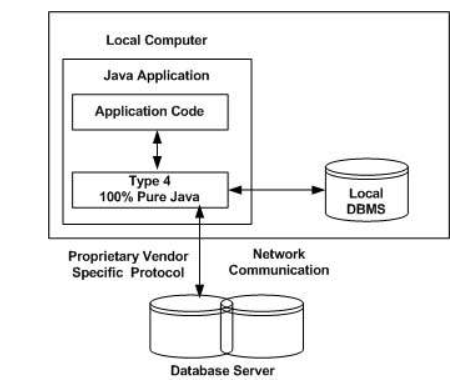 Local Computer
Java Application
Application Code
Type 4
100% Pure Java
Local
DBMS
Proprietary Vendor
Specific Protocol
Network
Communication
Database Server